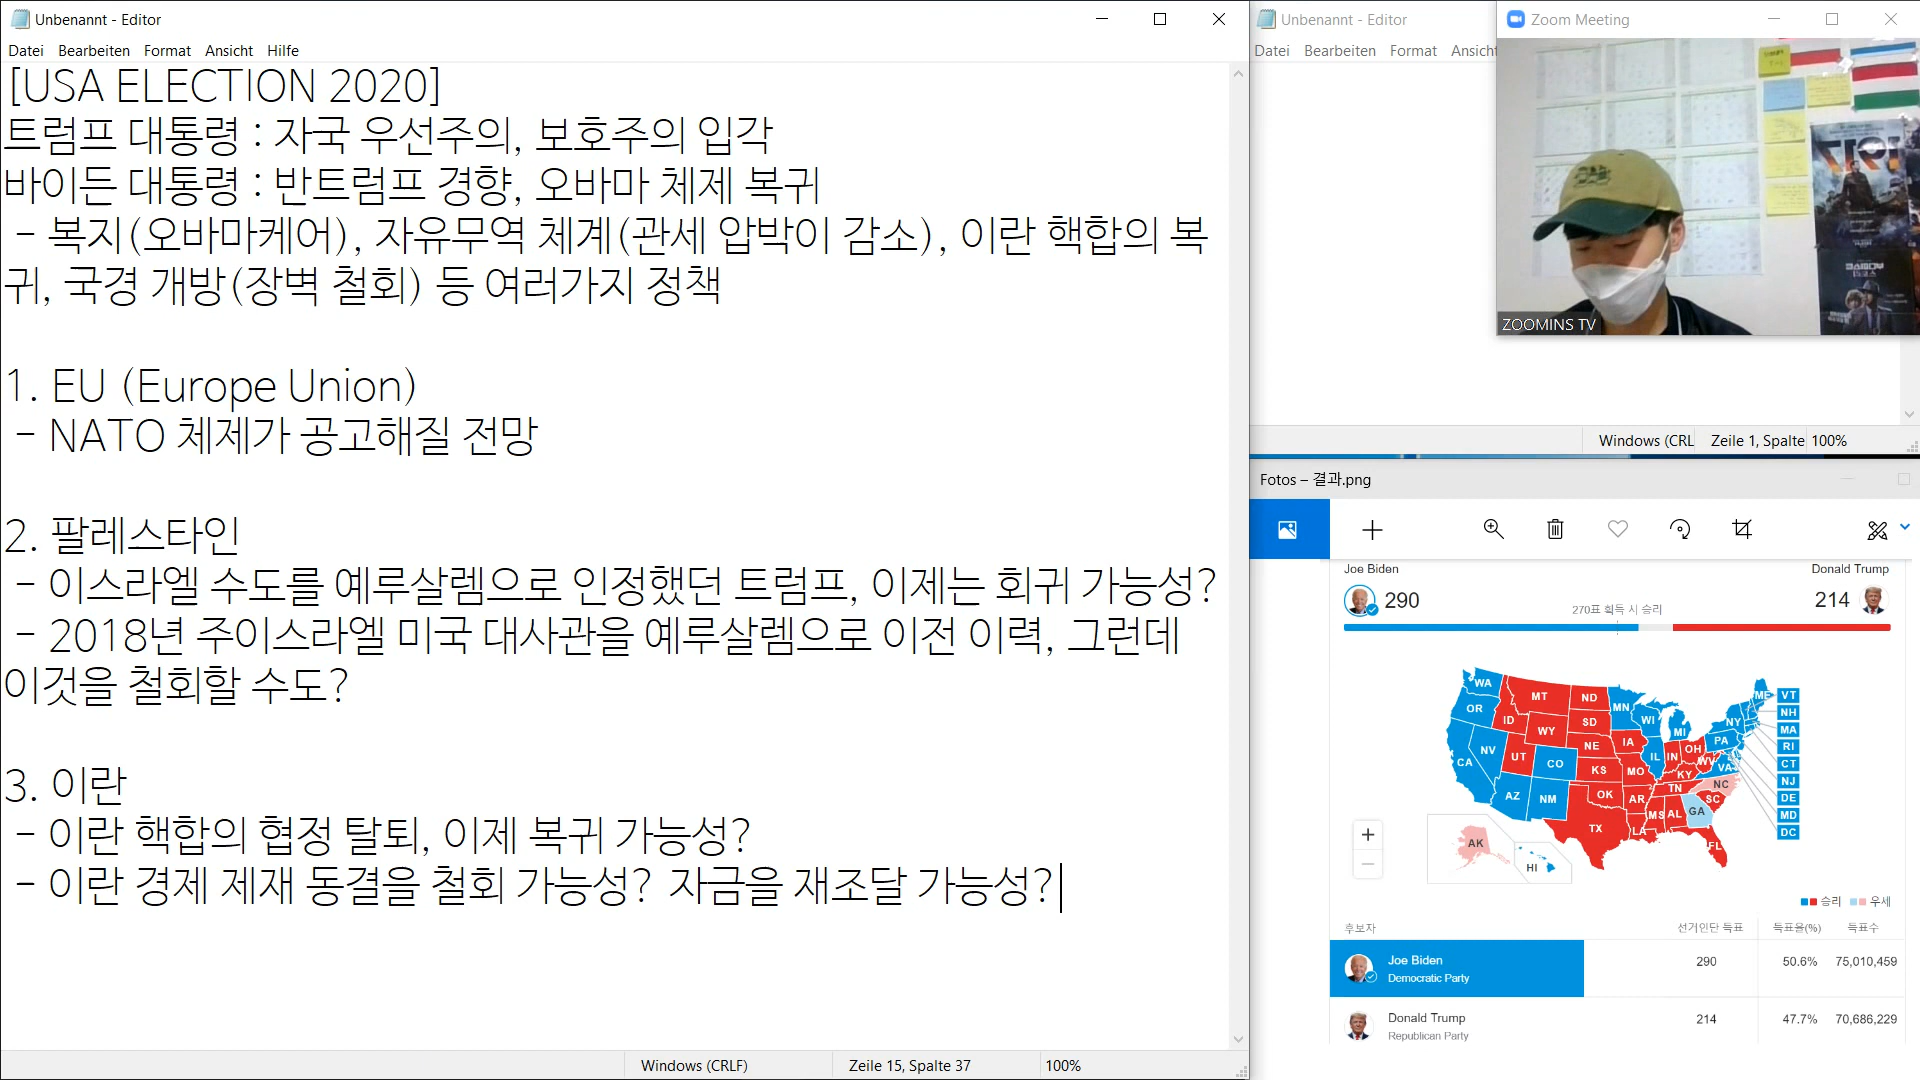 Unbenannt - Editor
Datei Bearbeiten Format Ansicht Hilfe
[USA ELECTION 2020]
트럼프 대통령 : 자국 우선주의, 보호주의 입각
바이든 대통령 : 반트럼프 경향, 오바마 체제 복귀
- 복지(오바마케어), 자유무역 체계(관세 압박이 감소), 이란 핵합의 복
귀, 국경 개방(장벽 철회) 등 여러가지 정책
1. EU (Europe Union)
- NATO 체제가 공고해질 전망
2. 팔레스타인
- 이스라엘 수도를 예루살렘으로 인정했던 트럼프, 이제는 회귀 가능성?
- 2018년 주이스라엘 미국 대사관을 예루살렘으로 이전 이력, 그런데
이것을 철회할 수도?
3. 이란
- 이란 핵합의 협정 탈퇴, 이제 복귀 가능성?
- 이란 경제 제재 동결을 철회 가능성? 자금을 재조달 가능성?
Windows (CRLF) Zeile 15, Spalte 37 100%
Unbenannt - Editor
Datei Bearbeiten Format Ansicht
Zoom Meeting
ZOOMINS TV
Windows (CRL Zeile 1, Spalte 100%
Fotos – 결과.png
Joe Biden Donald Trump
290 270표 획득 시 승리 214
WA
OR
CA
NV
ID
MT
WY
UT
AZ
CO
NM
ND
SD
NE
KS
OK
TX
MN
IA
MO
AR
LA
WI
IL
MI
IN
OH
KY
TN
MS
AL
GA
FL
SC
NC
VA
WV
PA
NY
ME
VT
NH
MA
RI
CT
NJ
DE
MD
DC
AK
HI
승리 우세
후보자 선거인단 득표 득표율(%) 득표수
Joe Biden 290 50.6% 75,010,459
Democratic Party
Donald Trump 214 47.7% 70,686,229
Republican Party